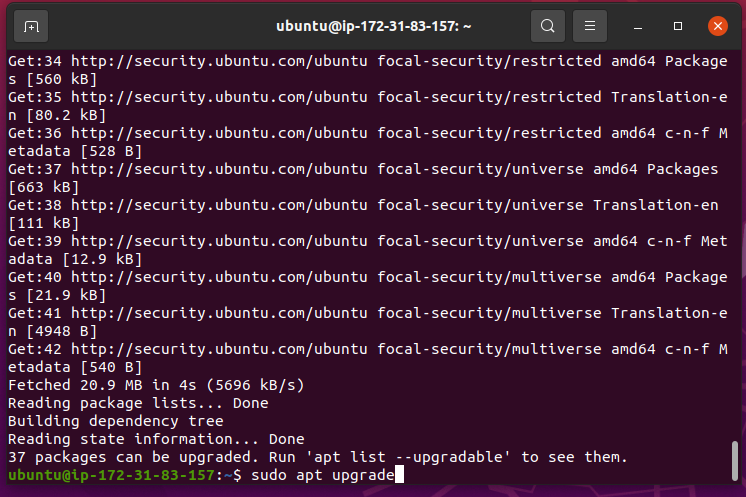 ubuntu@ip-172-31-83-157: ~
Get:34 http://security.ubuntu.com/ubuntu focal-security/restricted amd64 Package
s [560 kB]
Get:35 http://security.ubuntu.com/ubuntu focal-security/restricted Translation-e
n [80.2 kB]
Get:36 http://security.ubuntu.com/ubuntu focal-security/restricted amd64 c-n-f M
etadata [528 B]
Get:37 http://security.ubuntu.com/ubuntu focal-security/universe amd64 Packages
[663 kB]
Get:38 http://security.ubuntu.com/ubuntu focal-security/universe Translation-en
[111 kB]
Get:39 http://security.ubuntu.com/ubuntu focal-security/universe amd64 c-n-f Met
adata [12.9 kB]
Get:40 http://security.ubuntu.com/ubuntu focal-security/multiverse amd64 Package
s [21.9 kB]
Get:41 http://security.ubuntu.com/ubuntu focal-security/multiverse Translation-e
n [4948 B]
Get:42 http://security.ubuntu.com/ubuntu focal-security/multiverse amd64 c-n-f M
etadata [540 B]
Fetched 20.9 MB in 4s (5696 kB/s)
Reading package lists... Done
Building dependency tree
Reading state information... Done
37 packages can be upgraded. Run 'apt list --upgradable' to see them.
ubuntu@ip-172-31-83-157:~$ sudo apt upgrade